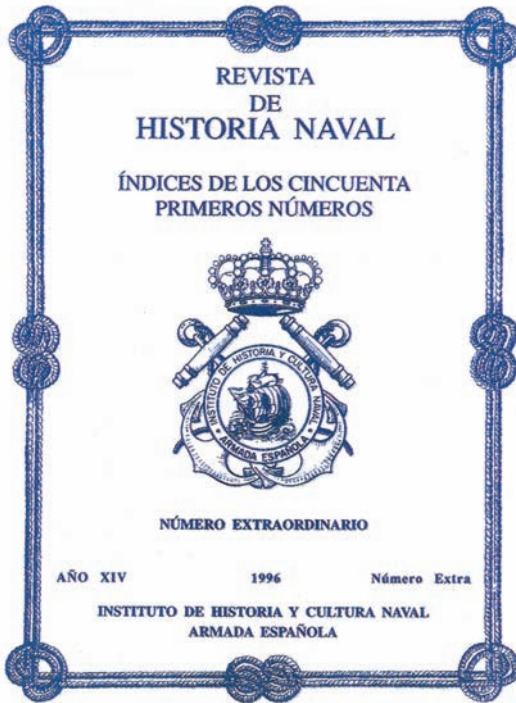 REVISTA
DE
HISTORIA NAVAL
ÍNDICES DE LOS CINCUENTA
PRIMEROS NÚMEROS
INSTITUTO DE HISTORIA Y CULTURA NAVAL
• ARMADA ESPAÑOLA •
NÚMERO EXTRAORDINARIO
AÑO XIV 1996 Número Extra
INSTITUTO DE HISTORIA Y CULTURA NAVAL
ARMADA ESPAÑOLA